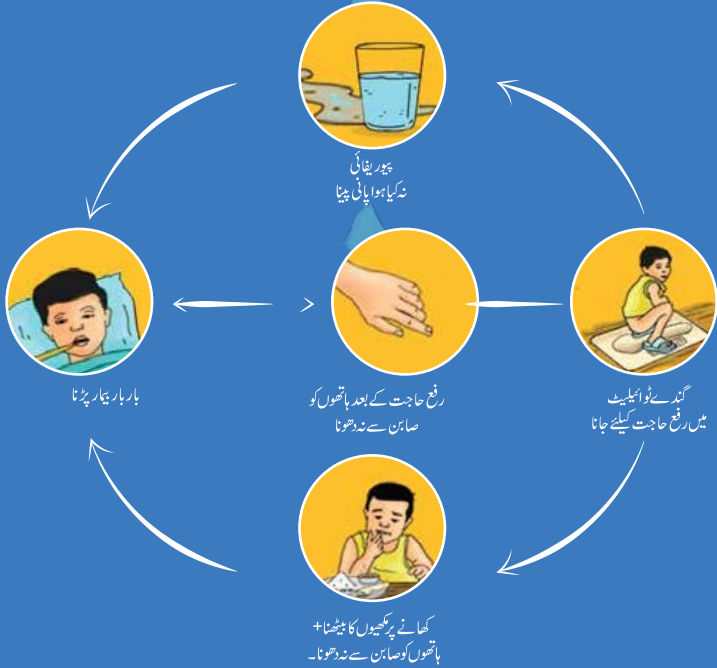 پیوریفائی
نہ کیا ہوا پانی پینا
گندے ٹوائیلیٹ
میں رفع حاجت کیلئے جانا
رفع حاجت کے بعد ہاتھوں کو
صابن سے نہ دھونا
بار بار بیمار پڑنا
کھانے پر مکھیوں کا بیٹھنا +
ہاتھوں کو صابن سے نہ دھونا۔